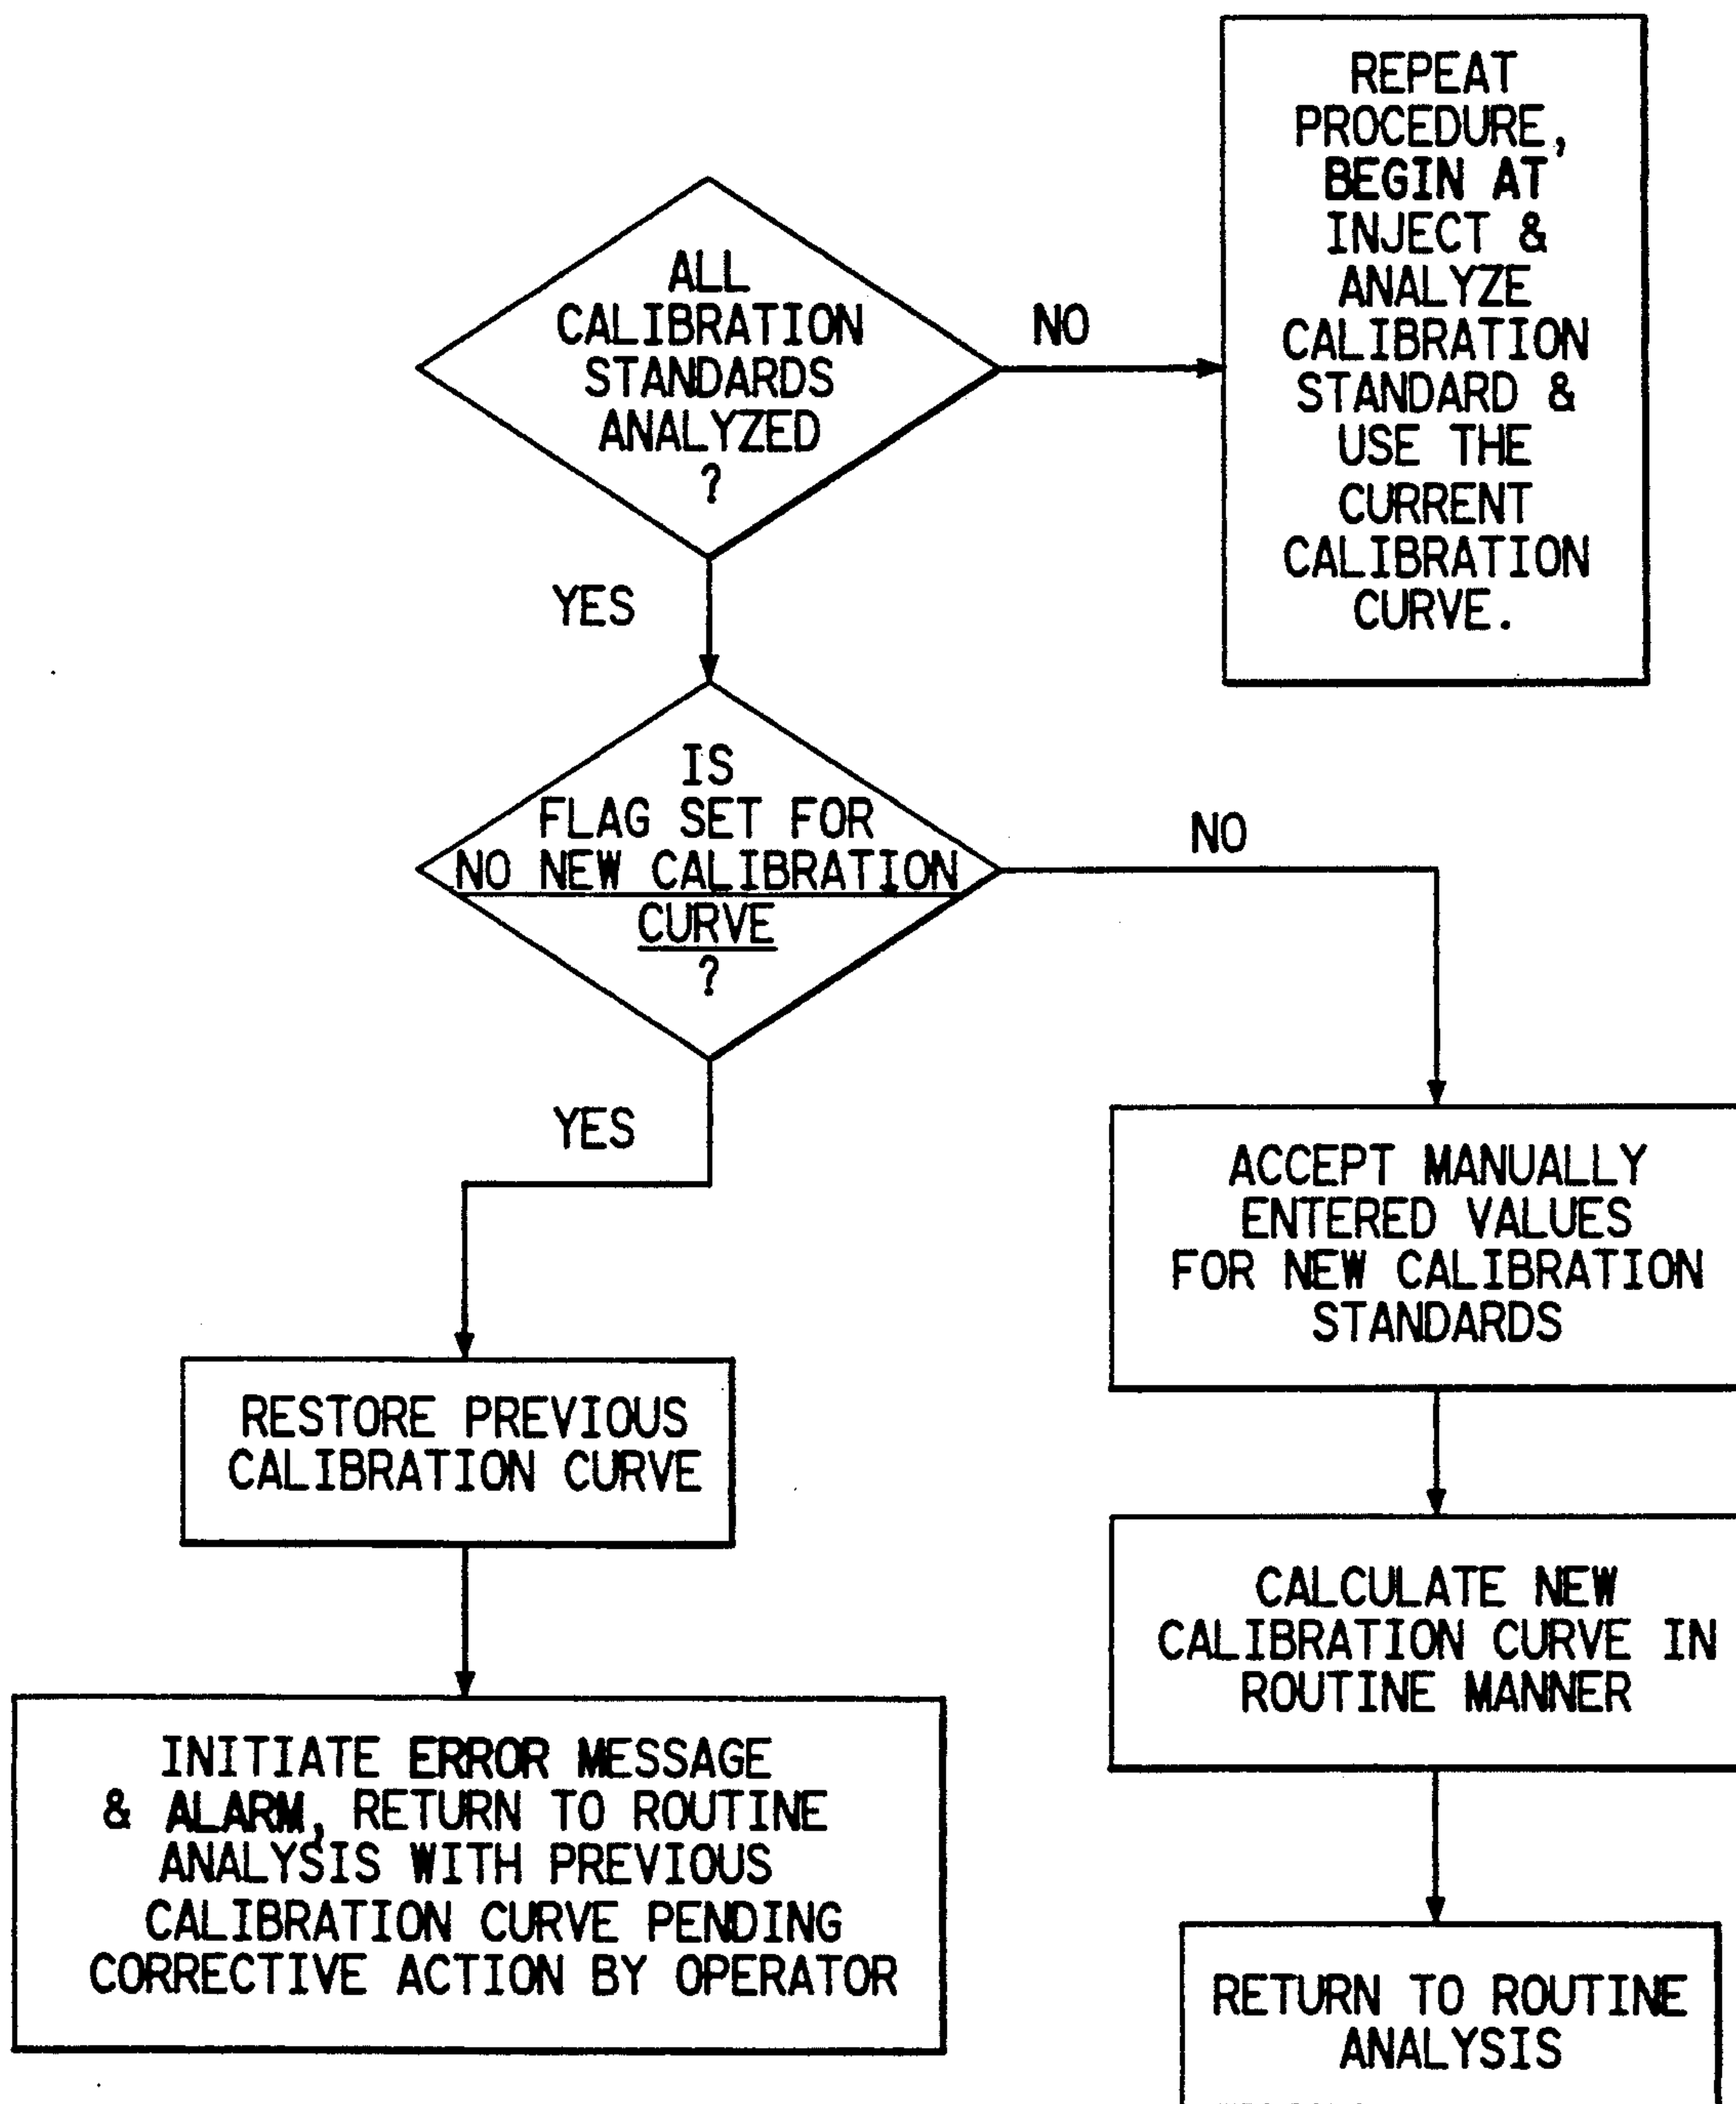 REPEAT
PROCEDURE,
BEGIN AT
INJECT &
ANALYZE
CALIBRATION
STANDARD &
USE THE
CURRENT
CALIBRATION
CURVE.
ALL
CALIBRATION
STANDARDS
ANALYZED
?
NO
YES
IS
FLAG SET FOR
NO NEW CALIBRATION
CURVE
?
NO
YES
ACCEPT MANUALLY
ENTERED VALUES
FOR NEW CALIBRATION
STANDARDS
RESTORE PREVIOUS
CALIBRATION CURVE
CALCULATE NEW
CALIBRATION CURVE IN
ROUTINE MANNER
INITIATE ERROR MESSAGE
& ALARM, RETURN TO ROUTINE
ANALYSIS WITH PREVIOUS
CALIBRATION CURVE PENDING
CORRECTIVE ACTION BY OPERATOR
RETURN TO ROUTINE
ANALYSIS